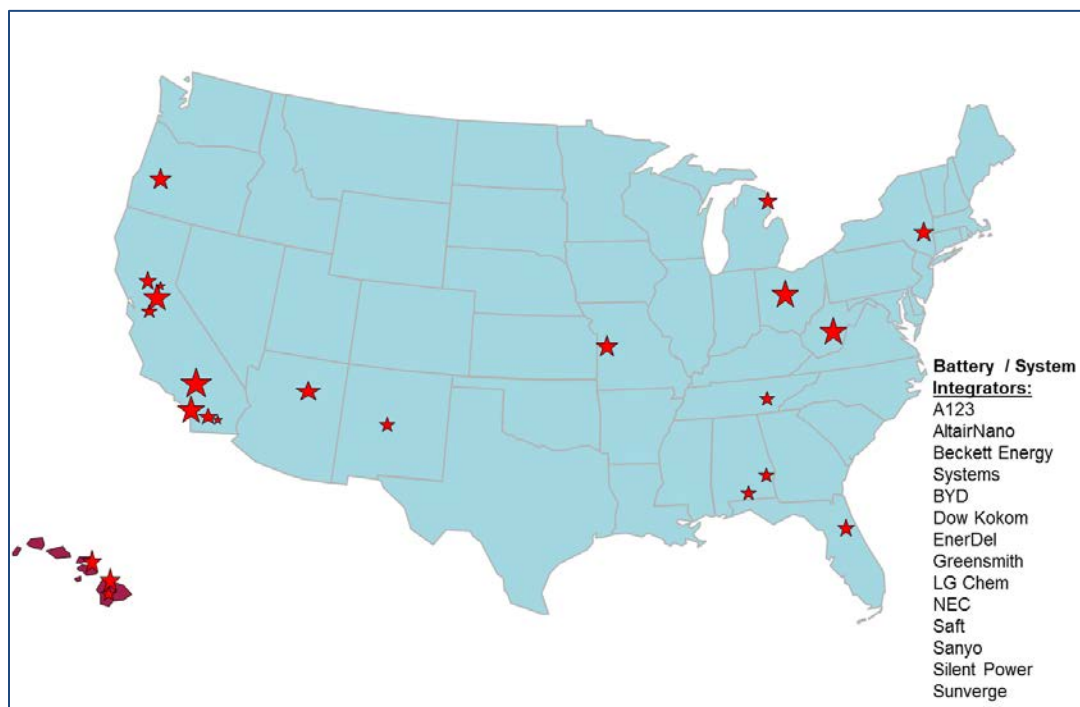 Battery / System
Integrators:
A123
AltairNano
Beckett Energy
Systems
BYD
Dow Kokom
EnerDel
Greensmith
LG Chem
NEC
Saft
Sanyo
Silent Power
Sunverge